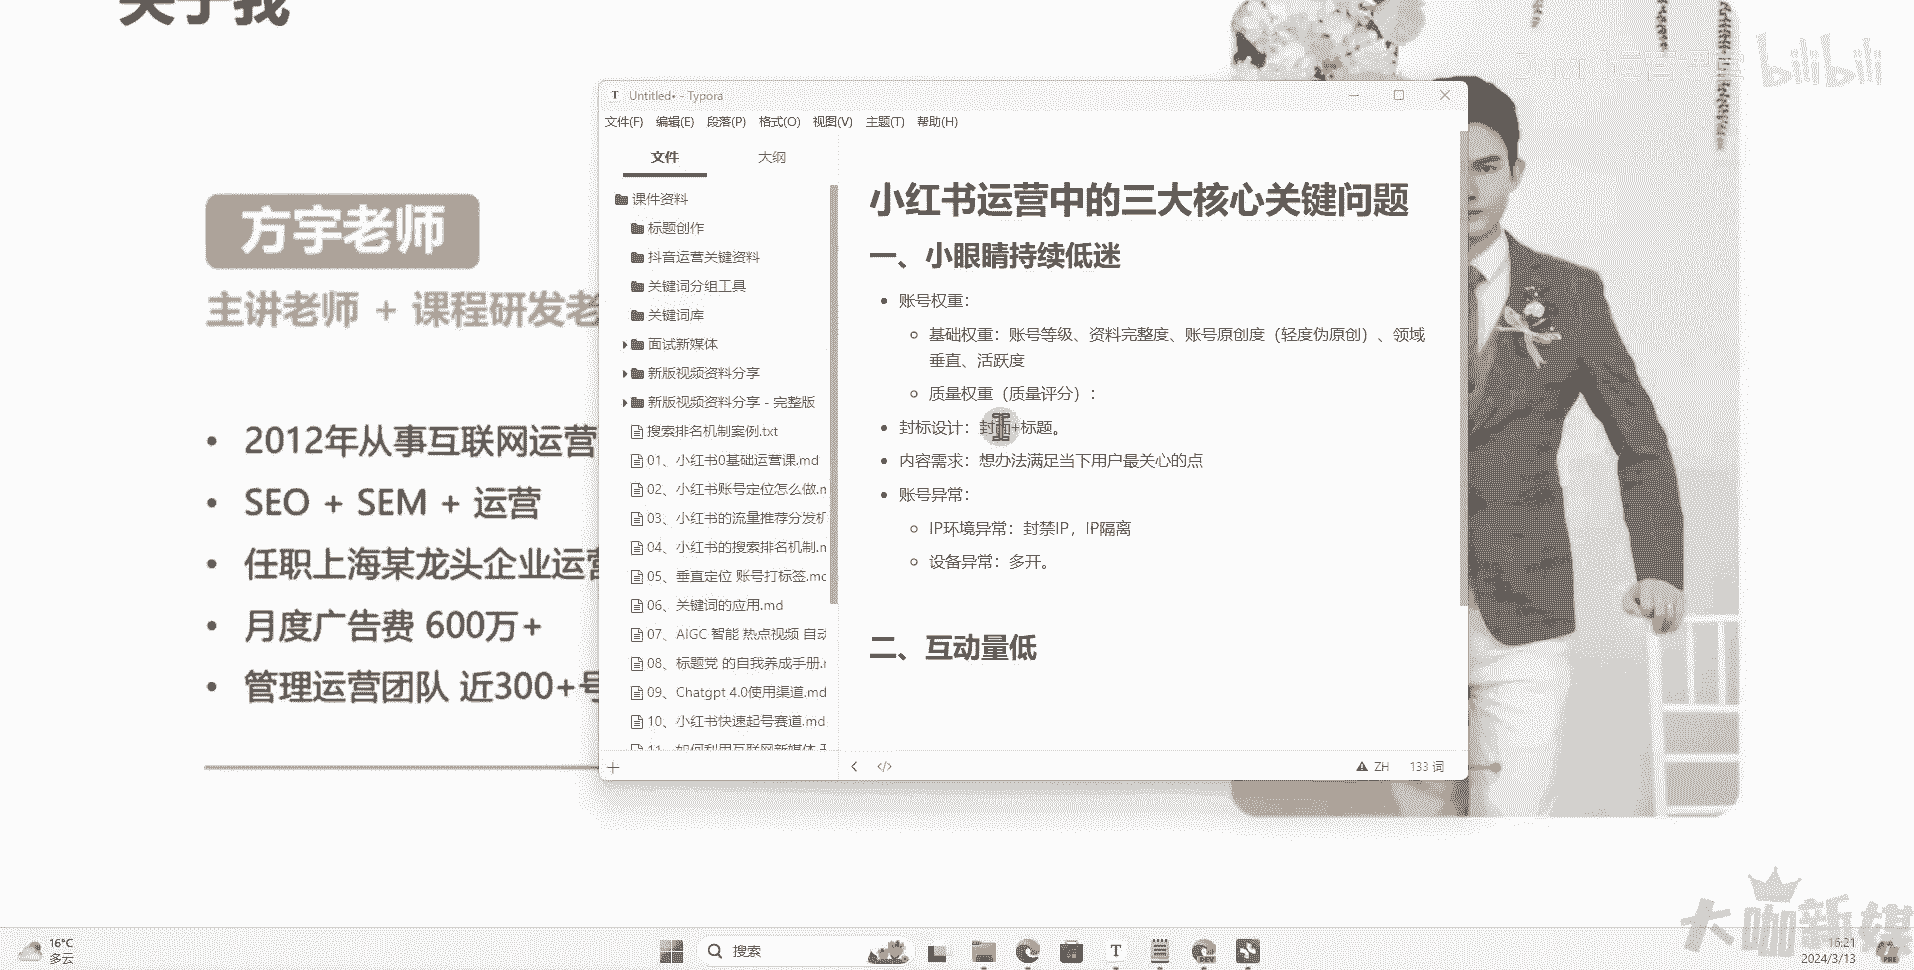 关于我
bilibili
方宇老师
主讲老师 + 课程研发老
2012年从事互联网运营
SEO + SEM + 运营
任职上海某龙头企业运营
月度广告费 600万+
管理运营团队 近300+号
Untitled• - Typora
文件(F) 编辑(E) 段落(P) 格式(O) 视图(V) 主题(T) 帮助(H)
文件 大纲
课件资料
标题创作
抖音运营关键资料
关键词分组工具
关键词库
面试新媒体
新版视频资料分享
新版视频资料分享 - 完整版
搜索排名机制案例.txt
01、小红书0基础运营课.md
02、小红书账号定位怎么做.m
03、小红书的流量推荐分发机
04、小红书的搜索排名机制.m
05、垂直定位 账号打标签.md
06、关键词的应用.md
07、AIGC 智能 热点视频 自动
08、标题党 的自我养成手册.m
09、Chatgpt 4.0使用渠道.md
10、小红书快速起号赛道.md
11、如何利用互联网新媒体
小红书运营中的三大核心关键问题
一、小眼睛持续低迷
账号权重：
基础权重：账号等级、资料完整度、账号原创度（轻度伪原创）、领域
垂直、活跃度
质量权重（质量评分）：
封标设计：封面+标题。
内容需求：想办法满足当下用户最关心的点
账号异常：
IP环境异常：封禁IP，IP隔离
设备异常：多开。
二、互动量低
ZH 133 词
大咖新媒
16°C
多云
搜索
16:21
2024/3/13